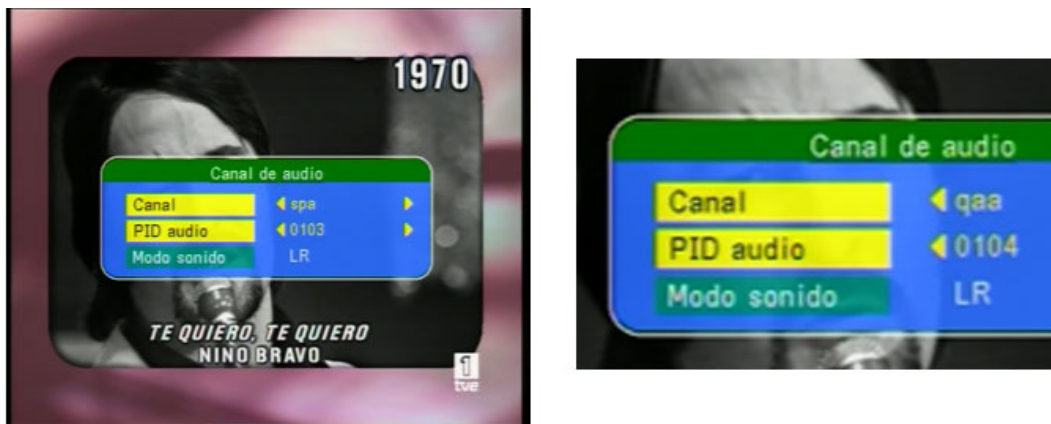 1970
Canal de audio
Canal spa
PID audio 0103
Modo sonido LR
TE QUIERO, TE QUIERO
NINO BRAVO
1
tve
Canal de audio
Canal qaa
PID audio 0104
Modo sonido LR